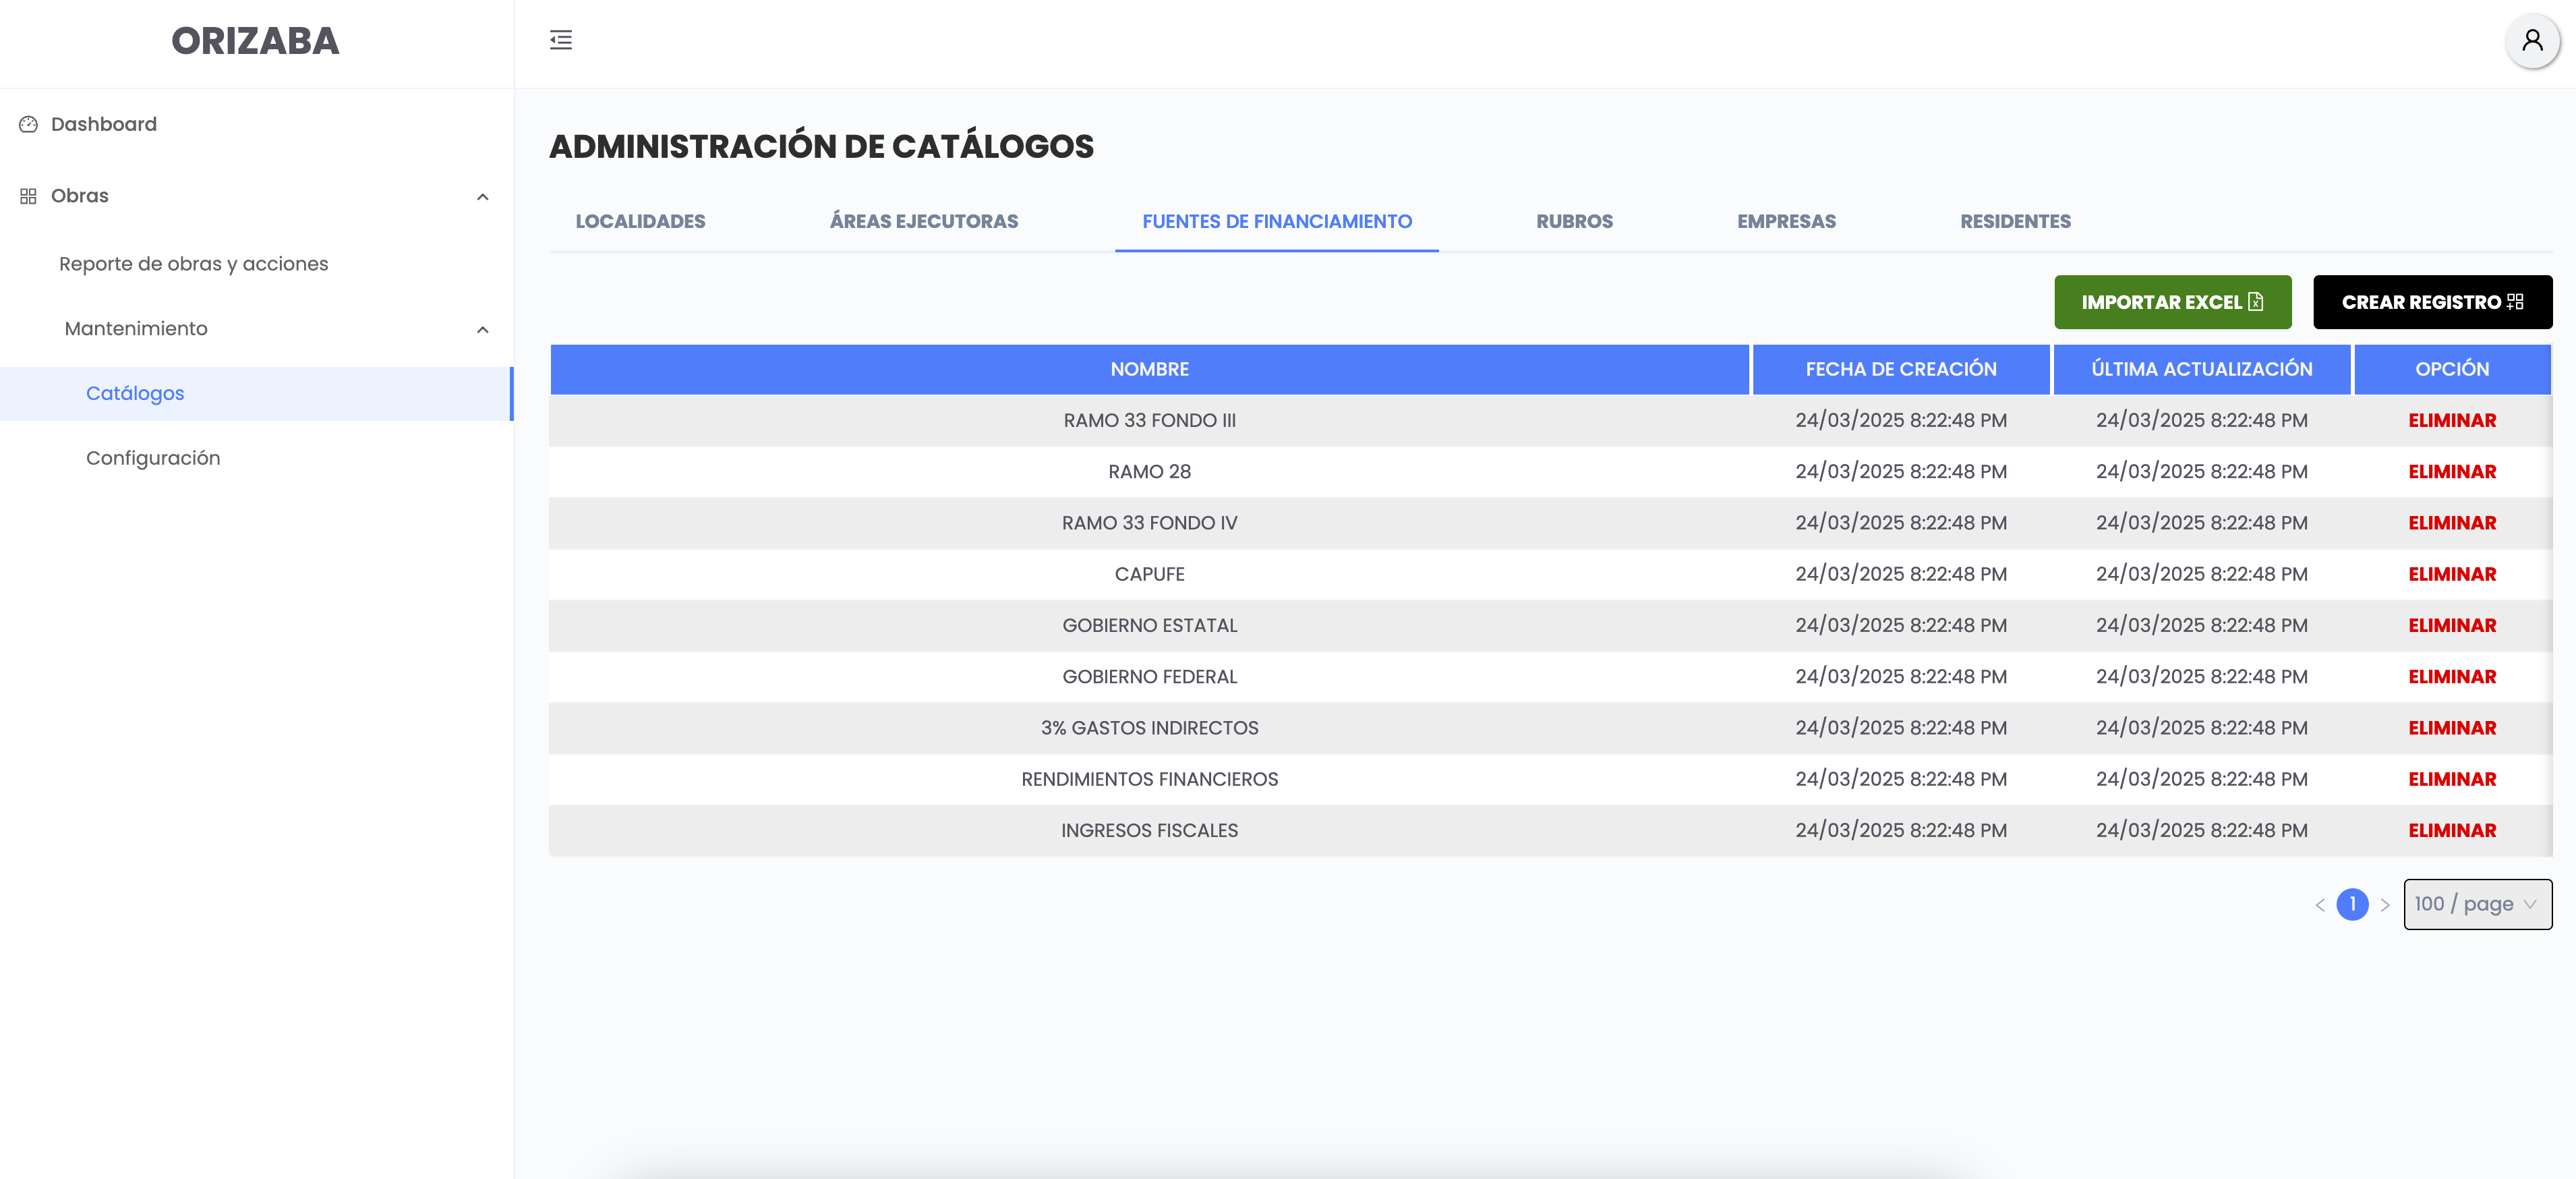 ORIZABA
Dashboard
Obras
Reporte de obras y acciones
Mantenimiento
Catálogos
Configuración
ADMINISTRACIÓN DE CATÁLOGOS
LOCALIDADES ÁREAS EJECUTORAS FUENTES DE FINANCIAMIENTO RUBROS EMPRESAS RESIDENTES
IMPORTAR EXCEL CREAR REGISTRO
NOMBRE FECHA DE CREACIÓN ÚLTIMA ACTUALIZACIÓN OPCIÓN
RAMO 33 FONDO III 24/03/2025 8:22:48 PM 24/03/2025 8:22:48 PM ELIMINAR
RAMO 28 24/03/2025 8:22:48 PM 24/03/2025 8:22:48 PM ELIMINAR
RAMO 33 FONDO IV 24/03/2025 8:22:48 PM 24/03/2025 8:22:48 PM ELIMINAR
CAPUFE 24/03/2025 8:22:48 PM 24/03/2025 8:22:48 PM ELIMINAR
GOBIERNO ESTATAL 24/03/2025 8:22:48 PM 24/03/2025 8:22:48 PM ELIMINAR
GOBIERNO FEDERAL 24/03/2025 8:22:48 PM 24/03/2025 8:22:48 PM ELIMINAR
3% GASTOS INDIRECTOS 24/03/2025 8:22:48 PM 24/03/2025 8:22:48 PM ELIMINAR
RENDIMIENTOS FINANCIEROS 24/03/2025 8:22:48 PM 24/03/2025 8:22:48 PM ELIMINAR
INGRESOS FISCALES 24/03/2025 8:22:48 PM 24/03/2025 8:22:48 PM ELIMINAR
1 100 / page